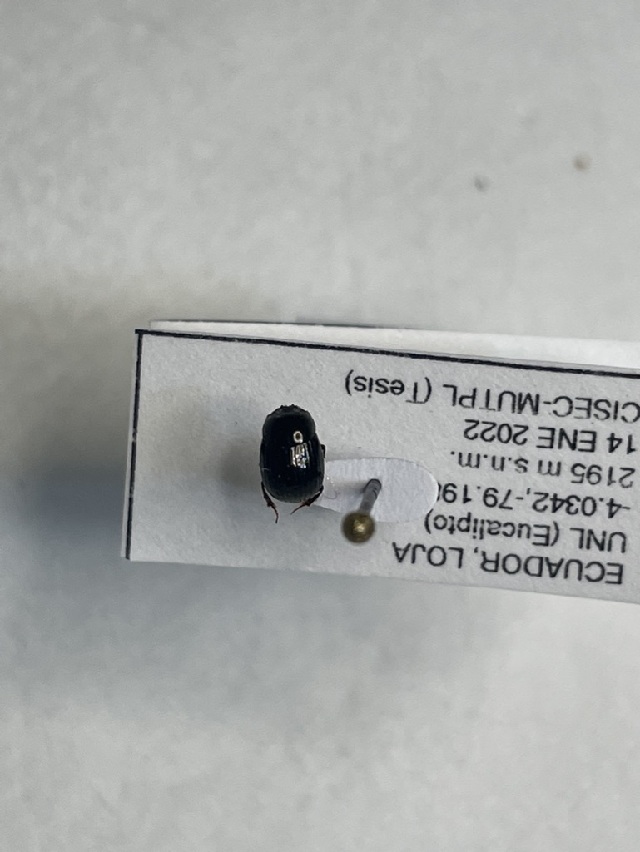 ECUADOR, LOJA
UNL (Eucalipto)
-4.0342,-79.19
2195 m s.n.m.
14 ENE 2022
CISEC-MUTPL (Tesis)